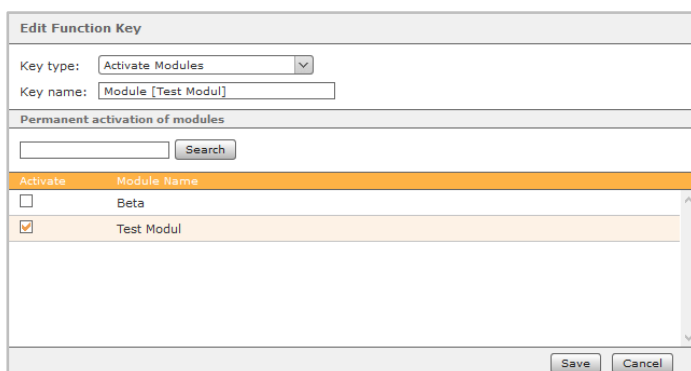 Edit Function Key
Key type: Activate Modules
Key name: Module [Test Modul]
Permanent activation of modules
Search
Activate Module Name
Beta
Test Modul
Save Cancel